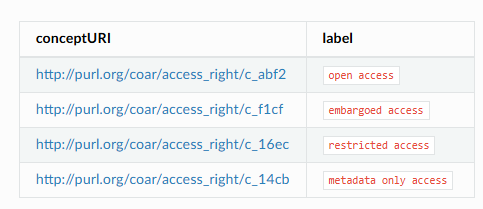 conceptURI label
http://purl.org/coar/access_right/c_abf2 open access
http://purl.org/coar/access_right/c_f1cf embargoed access
http://purl.org/coar/access_right/c_16ec restricted access
http://purl.org/coar/access_right/c_14cb metadata only access